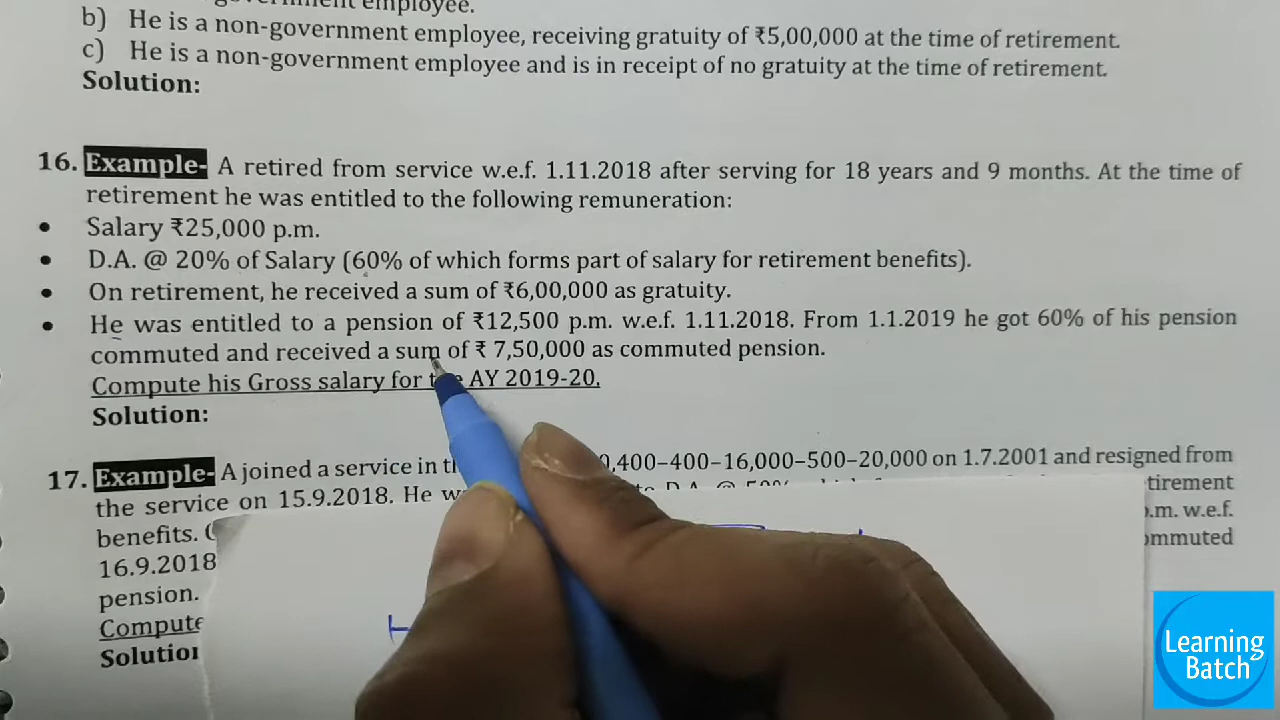 employee.
b) He is a non-government employee, receiving gratuity of ₹5,00,000 at the time of retirement.
c) He is a non-government employee and is in receipt of no gratuity at the time of retirement.
Solution:
16. Example- A retired from service w.e.f. 1.11.2018 after serving for 18 years and 9 months. At the time of
retirement he was entitled to the following remuneration:
• Salary ₹25,000 p.m.
• D.A. @ 20% of Salary (60% of which forms part of salary for retirement benefits).
• On retirement, he received a sum of ₹6,00,000 as gratuity.
• He was entitled to a pension of ₹12,500 p.m. w.e.f. 1.11.2018. From 1.1.2019 he got 60% of his pension
commuted and received a sum of ₹ 7,50,000 as commuted pension.
Compute his Gross salary for AY 2019-20.
Solution:
17. Example- A joined a service in 0,400–400–16,000–500–20,000 on 1.7.2001 and resigned from
the service on 15.9.2018. He D.A. @ 50% tirement
benefits. .m. w.e.f.
16.9.2018 ommuted
pension.
Compute
Solution
Learning
Batch